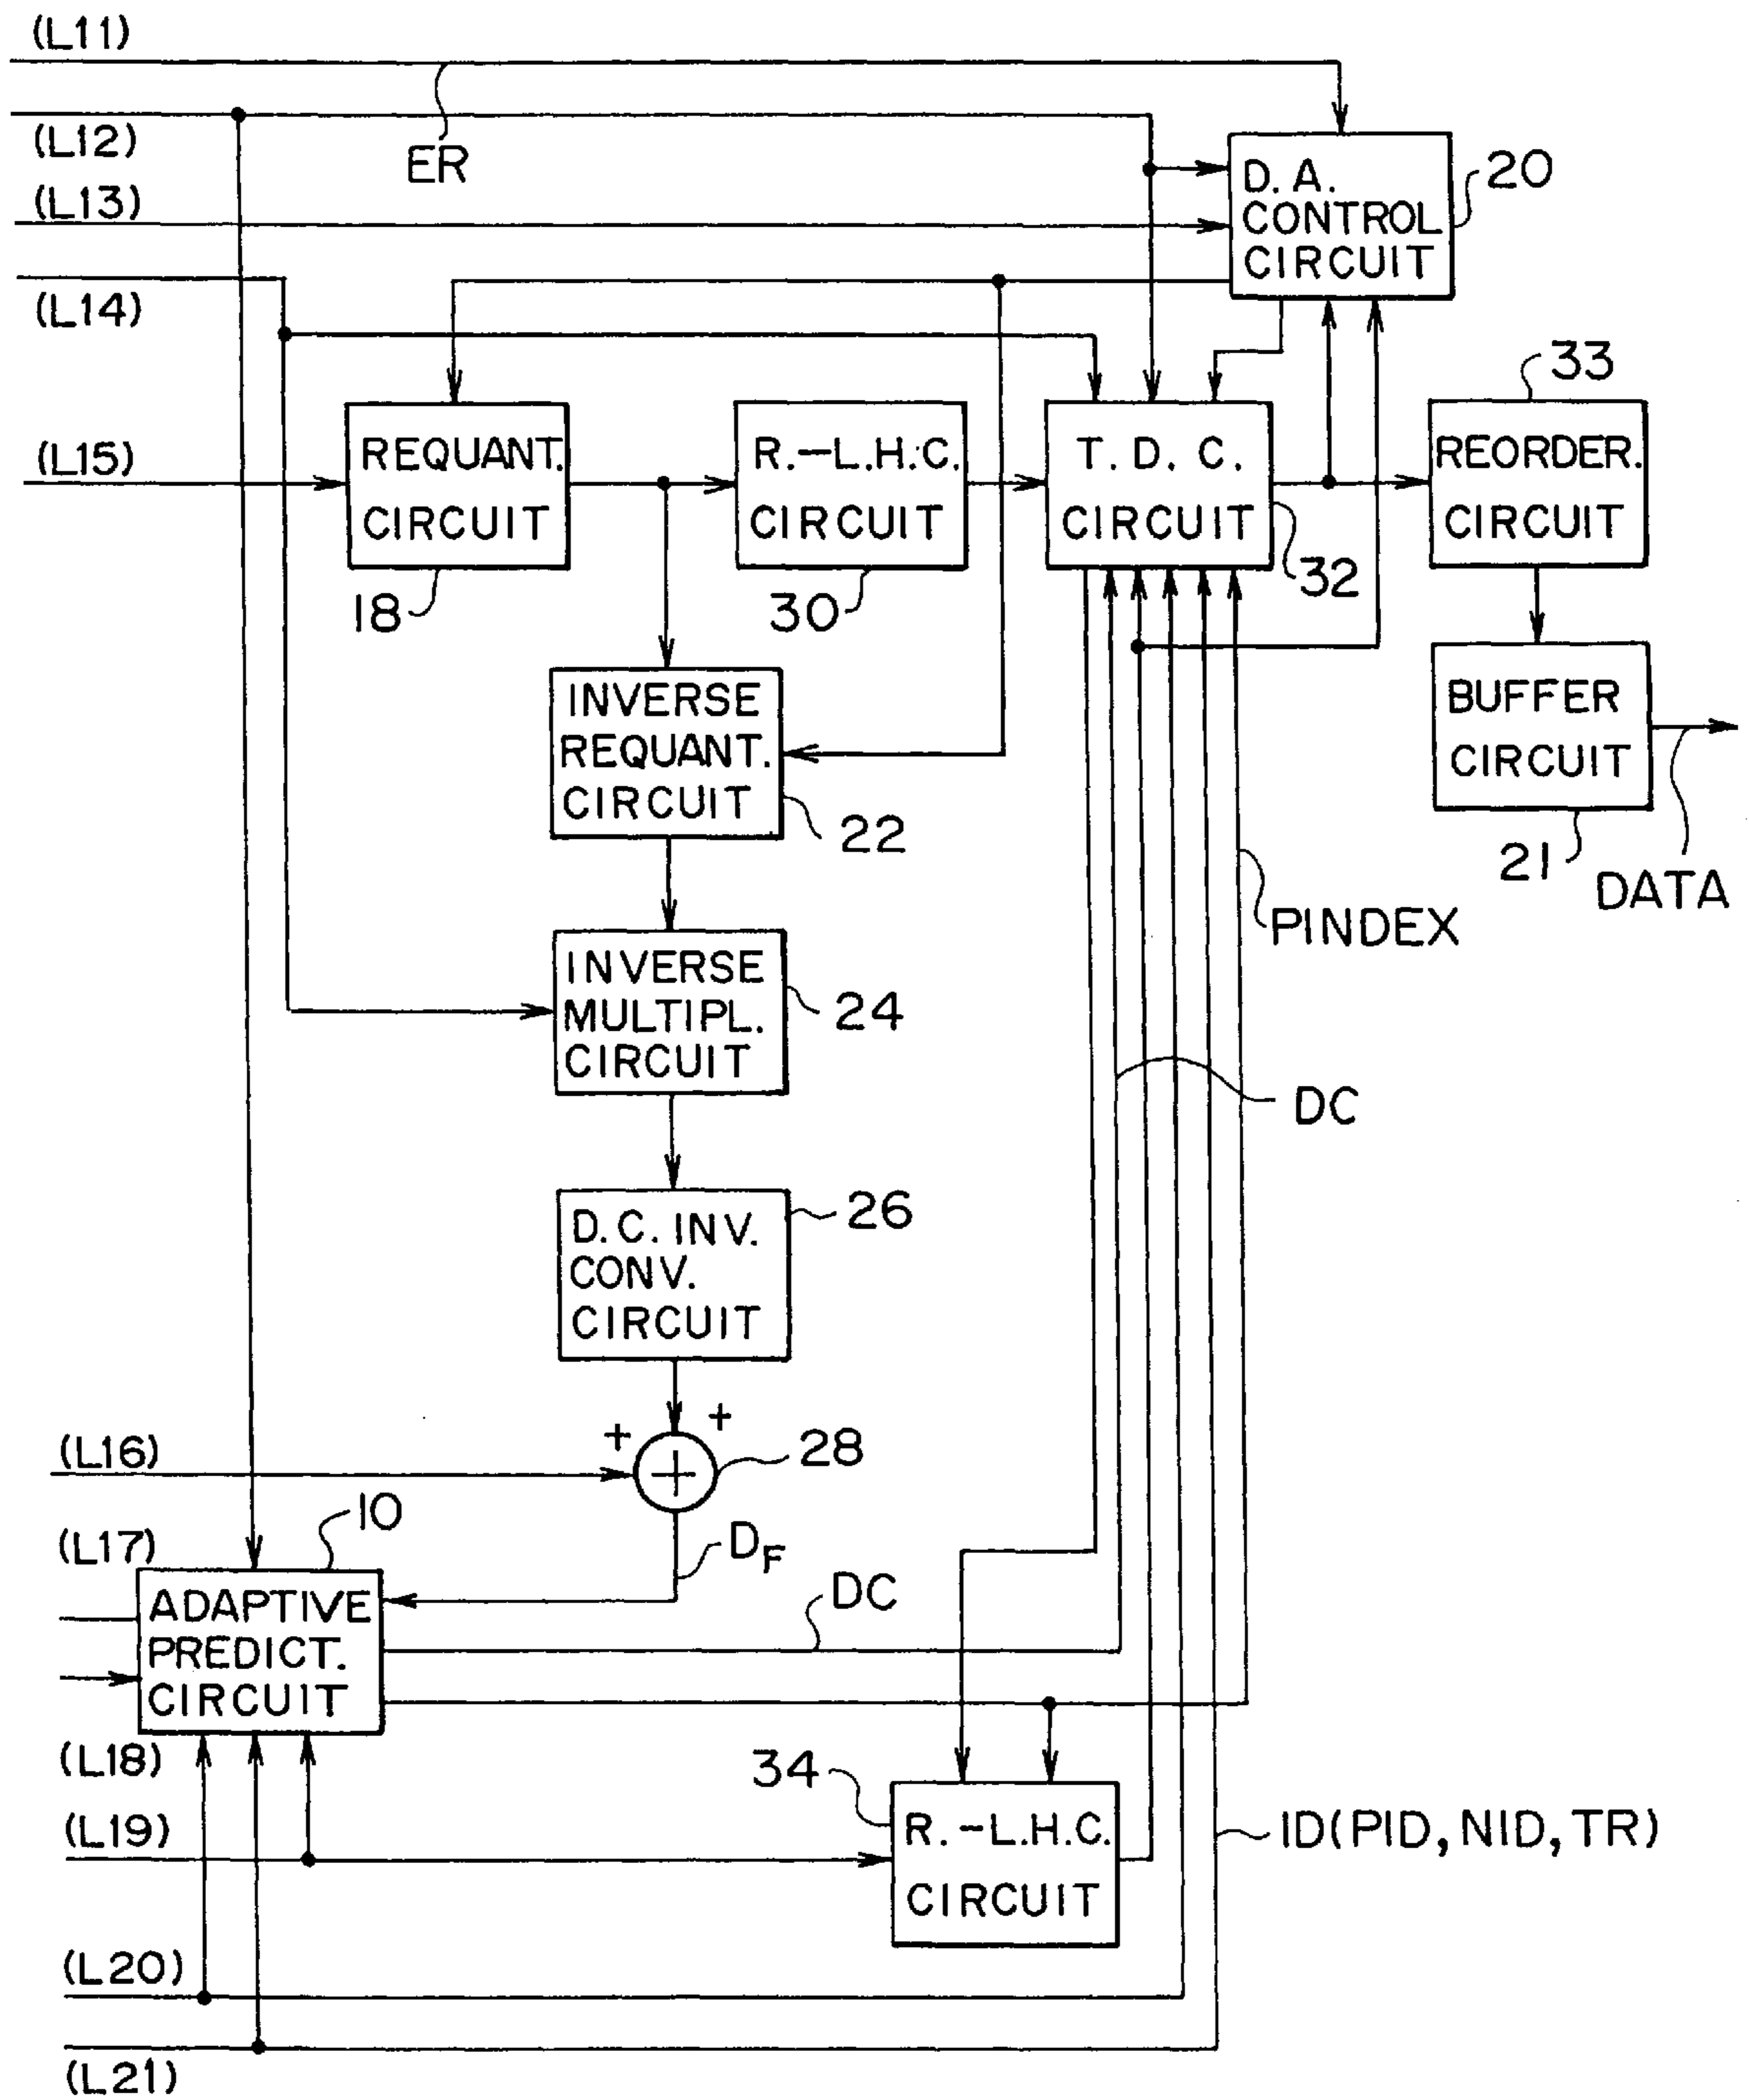 (L11)
ER
(L12)
(L13)
(L14)
D. A.
CONTROL
CIRCUIT
20
(L15)
REQUANT.
CIRCUIT
18
R.-L.H.C.
CIRCUIT
30
T. D. C.
CIRCUIT
32
33
REORDER.
CIRCUIT
BUFFER
CIRCUIT
21
DATA
INVERSE
REQUANT.
CIRCUIT
22
PINDEX
INVERSE
MULTIPL.
CIRCUIT
24
DC
D.C. INV.
CONV.
CIRCUIT
26
+
+
(L16)
+
28
10
(L17)
DF
ADAPTIVE
PREDICT.
CIRCUIT
DC
(L18)
34
(L19)
R.-L.H.C.
CIRCUIT
ID(PID,NID,TR)
(L20)
(L21)